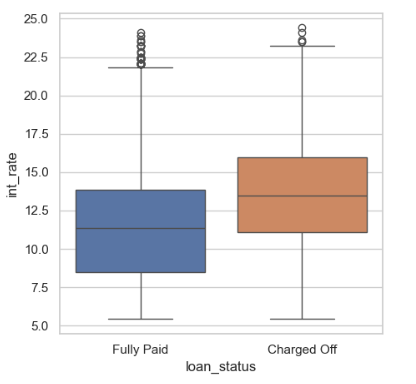 25.0
22.5
20.0
17.5
15.0
12.5
10.0
7.5
5.0
int_rate
Fully Paid
Charged Off
loan_status